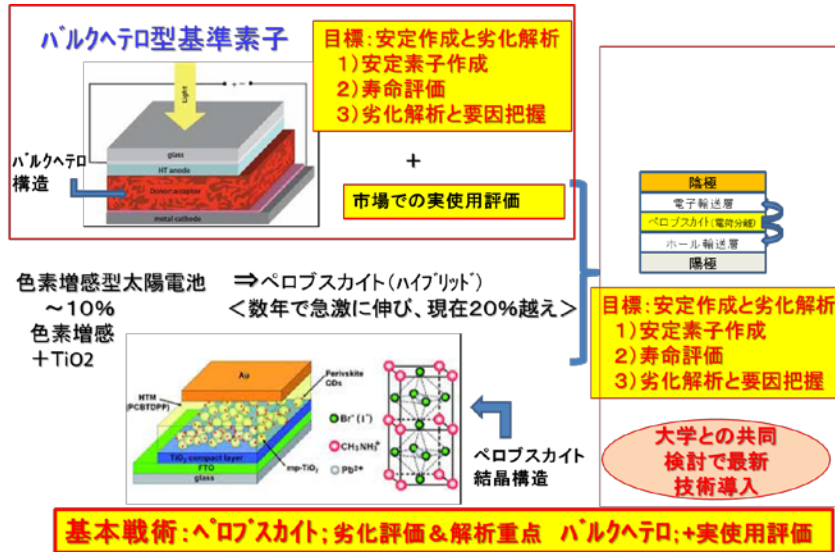 バルクヘテロ型基準素子
目標：安定作成と劣化解析
1）安定素子作成
2）寿命評価
3）劣化解析と要因把握
Light
+ -
glass
HT anode
Donor:acceptor
metal cathode
バルクヘテロ
構造
+
市場での実使用評価
陰極
電子輸送層
ペロブスカイト（電荷分離）
ホール輸送層
陽極
色素増感型太陽電池 ⇒ペロブスカイト（ハイブリッド）
～10% ＜数年で急激に伸び、現在20%越え＞
色素増感
＋TiO2
目標：安定作成と劣化解析
1）安定素子作成
2）寿命評価
3）劣化解析と要因把握
Au
Perivskite
QDs
HTM
(PCBTDPP)
TiO2 compact layer
FTO
glass
mp-TiO2
Br⁻ (I⁻)
CH3NH3⁺
Pb²⁺
ペロブスカイト
結晶構造
大学との共同
検討で最新
技術導入
基本戦術：ペロブスカイト；劣化評価＆解析重点 バルクヘテロ；+実使用評価